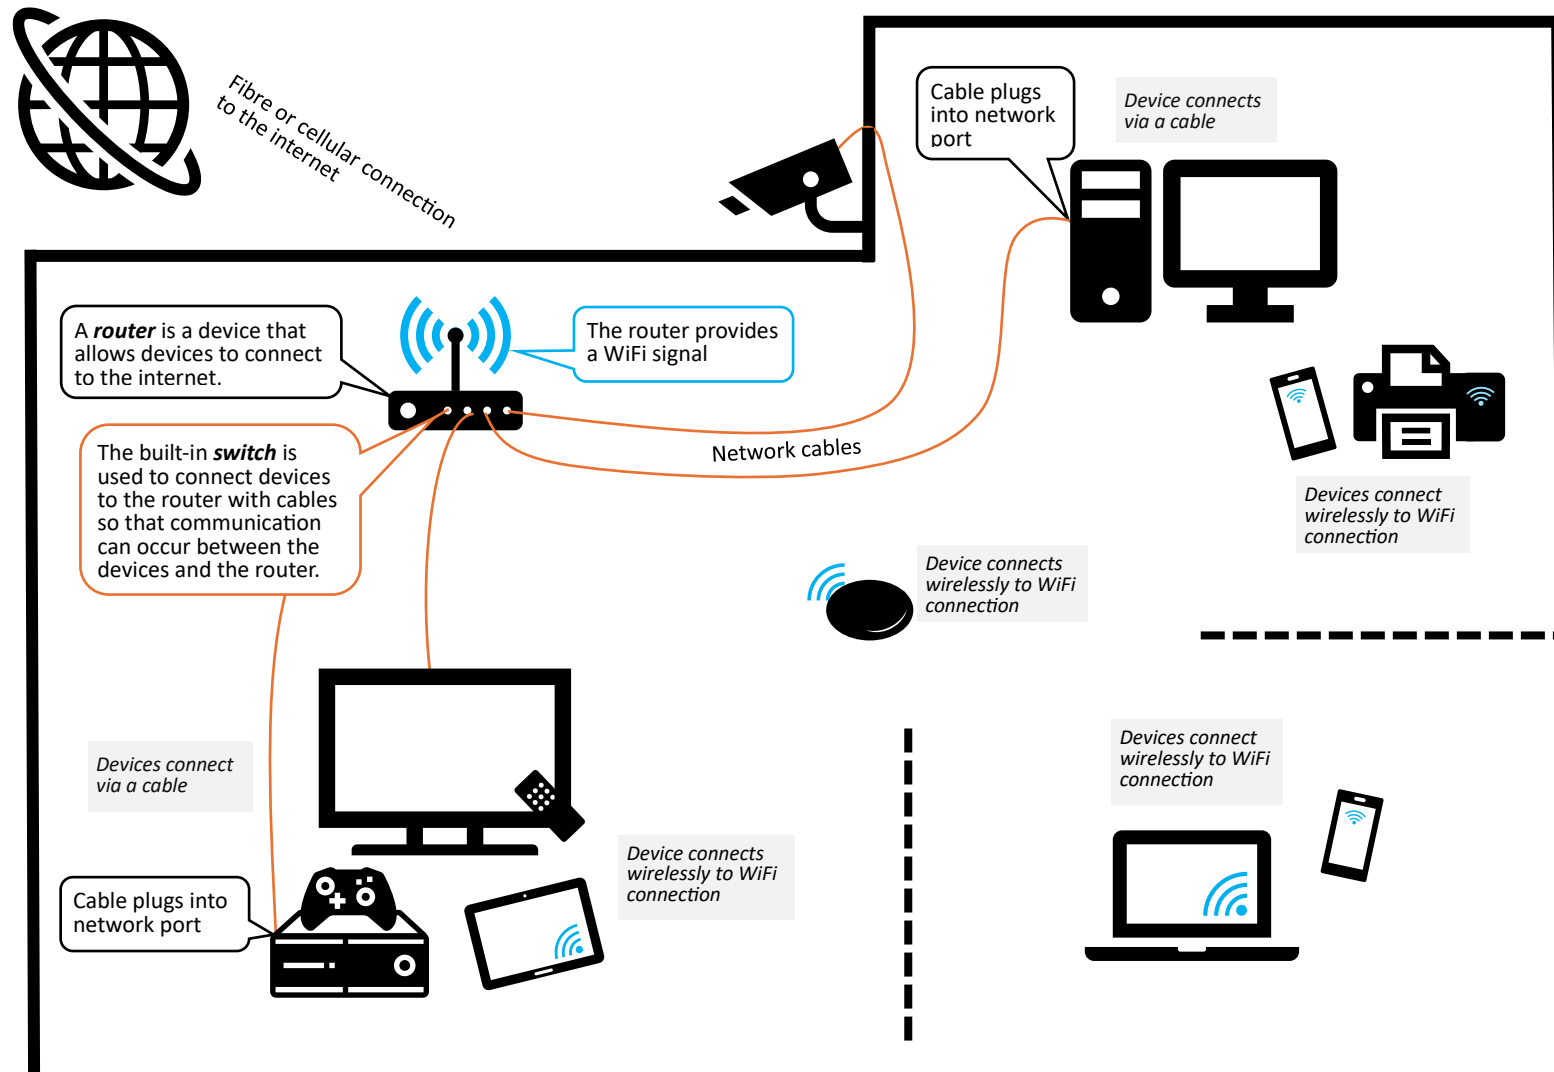 Fibre or cellular connection
to the internet
Cable plugs
into network
port
Device connects
via a cable
A router is a device that
allows devices to connect
to the internet.
The router provides
a WiFi signal
The built-in switch is
used to connect devices
to the router with cables
so that communication
can occur between the
devices and the router.
Network cables
Devices connect
wirelessly to WiFi
connection
Device connects
wirelessly to WiFi
connection
Devices connect
via a cable
Devices connect
wirelessly to WiFi
connection
Device connects
wirelessly to WiFi
connection
Cable plugs into
network port